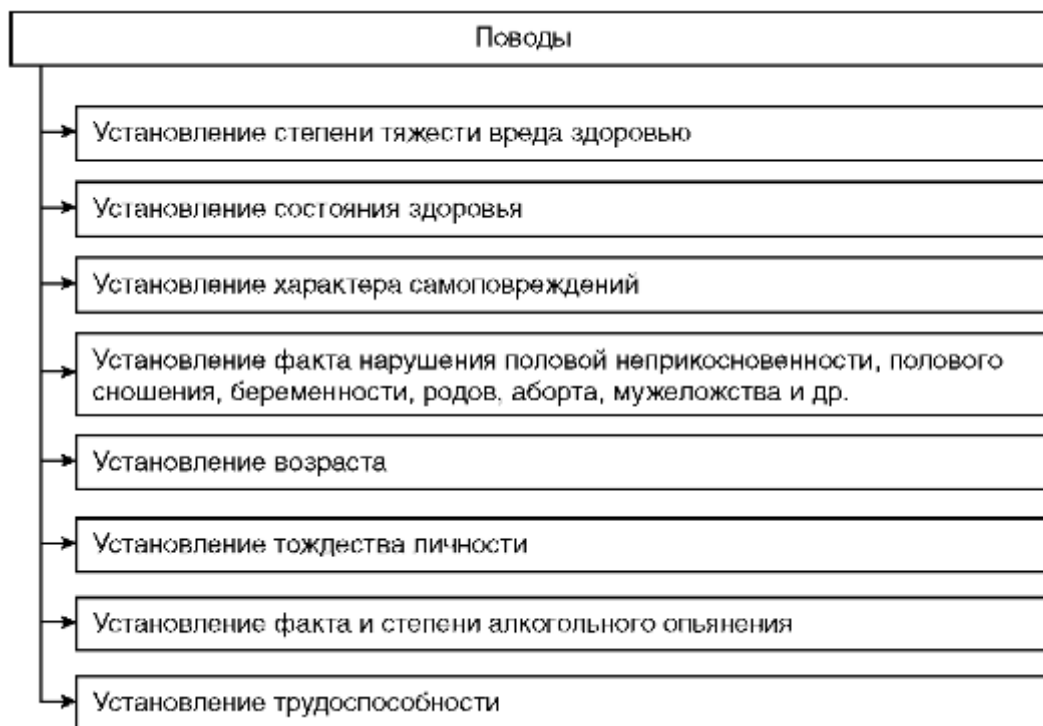 Поводы
Установление степени тяжести вреда здоровью
Установление состояния здоровья
Установление характера самоповреждений
Установление факта нарушения половой неприкосновенности, полового
сношения, беременности, родов, аборта, мужеложства и др.
Установление возраста
Установление тождества личности
Установление факта и степени алкогольного опьянения
Установление трудоспособности